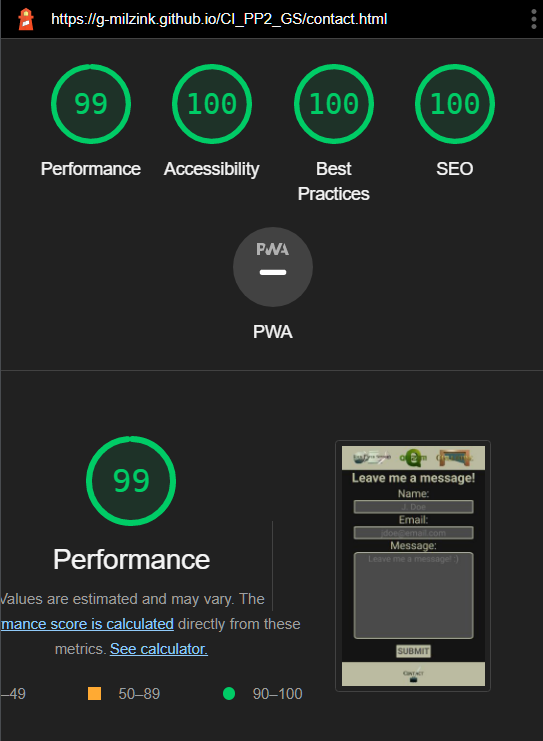 https://g-milzink.github.io/CI_PP2_GS/contact.html
99 100 100 100
Performance Accessibility Best Practices SEO
PWA
PWA
99
Performance
Values are estimated and may vary. The
mance score is calculated directly from these
metrics. See calculator.
–49 50–89 90–100
Leave me a message!
Name:
J. Doe
Email:
jdoe@email.com
Message:
Leave me a message! :)
SUBMIT
Contact